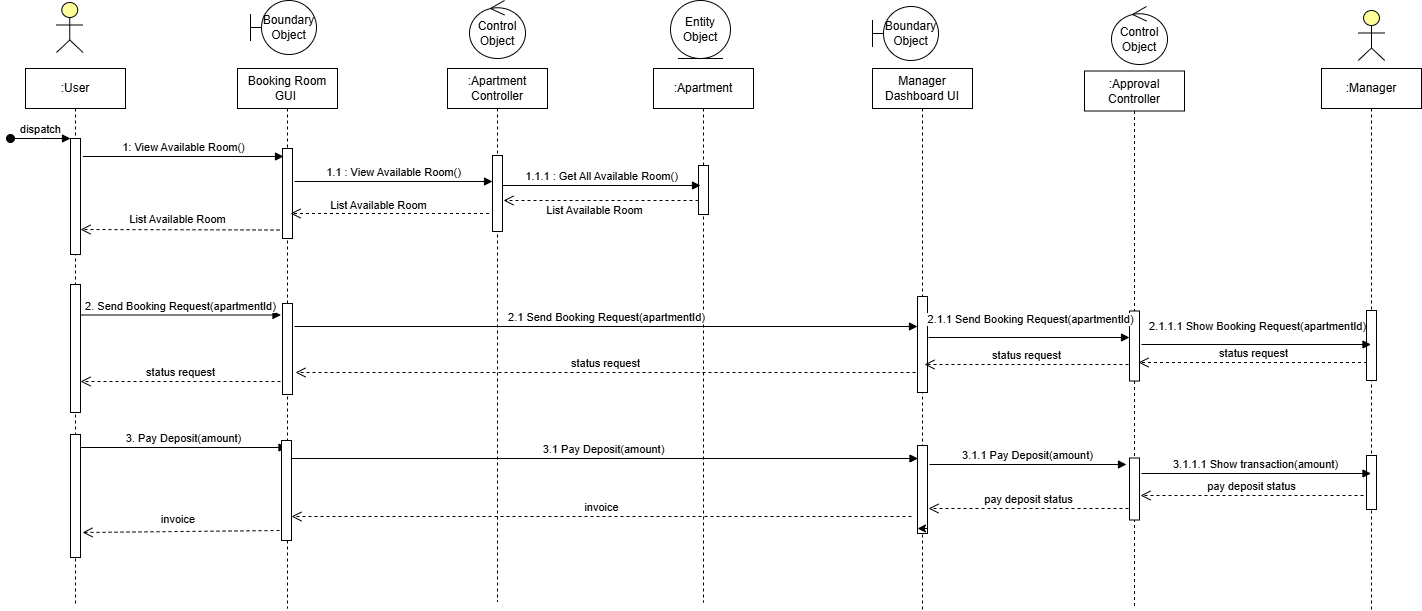 Boundary
Object
Control
Object
Entity
Object
Boundary
Object
Control
Object
:User
Booking Room
GUI
:Apartment
Controller
:Apartment
Manager
Dashboard UI
:Approval
Controller
:Manager
dispatch
1: View Available Room()
1.1 : View Available Room()
1.1.1 : Get All Available Room()
List Available Room
List Available Room
List Available Room
2. Send Booking Request(apartmentId)
2.1 Send Booking Request(apartmentId)
2.1.1 Send Booking Request(apartmentId)
2.1.1.1 Show Booking Request(apartmentId)
status request
status request
status request
status request
3. Pay Deposit(amount)
3.1 Pay Deposit(amount)
3.1.1 Pay Deposit(amount)
3.1.1.1 Show transaction(amount)
pay deposit status
pay deposit status
invoice
invoice